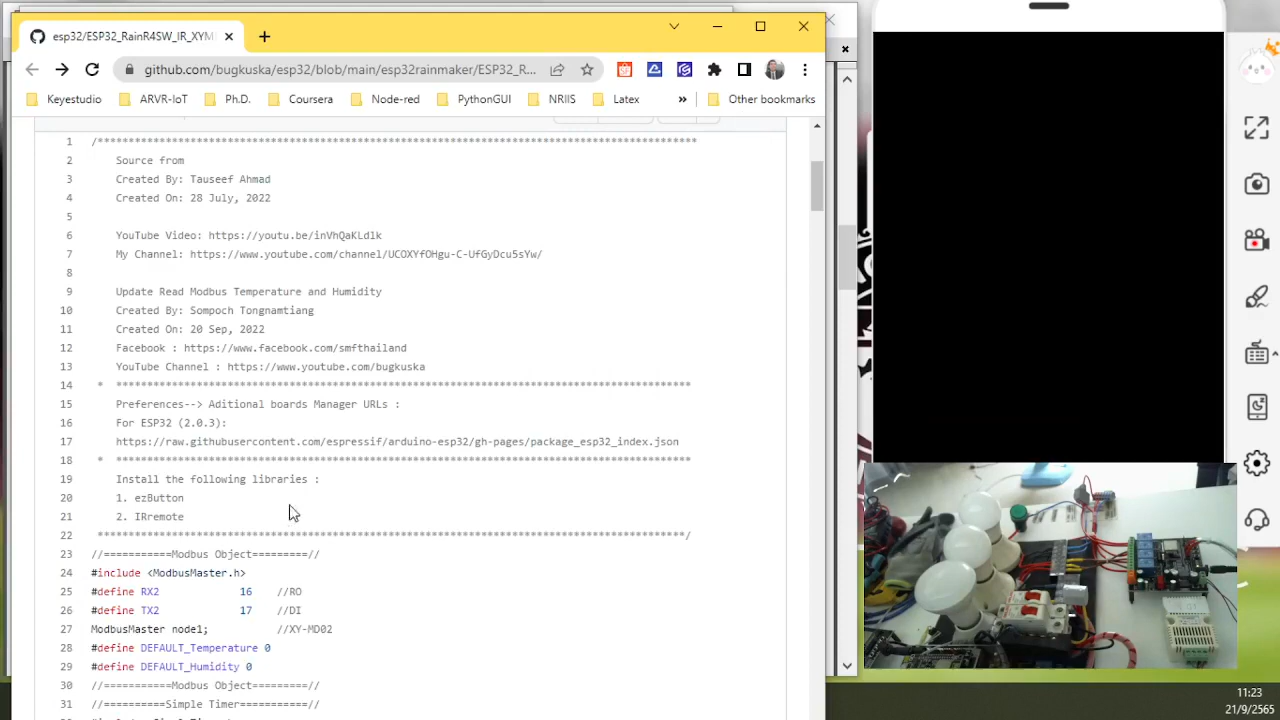 esp32/ESP32_RainR4SW_IR_XYM
github.com/bugkuska/esp32/blob/main/esp32rainmaker/ESP32_R...
Keyestudio ARVR-IoT Ph.D. Coursera Node-red PythonGUI NRIIS Latex » Other bookmarks
1 /*************************************************************************************************
2 Source from
3 Created By: Tauseef Ahmad
4 Created On: 28 July, 2022
5
6 YouTube Video: https://youtu.be/inVhQaKLdlk
7 My Channel: https://www.youtube.com/channel/UCOXYfOHgu-C-UfGyDcu5sYw/
8
9 Update Read Modbus Temperature and Humidity
10 Created By: Sompoch Tongnamtiang
11 Created On: 20 Sep, 2022
12 Facebook : https://www.facebook.com/smfthailand
13 YouTube Channel : https://www.youtube.com/bugkuska
14 * *********************************************************************************************
15 Preferences--> Aditional boards Manager URLs :
16 For ESP32 (2.0.3):
17 https://raw.githubusercontent.com/espressif/arduino-esp32/gh-pages/package_esp32_index.json
18 * *********************************************************************************************
19 Install the following libraries :
20 1. ezButton
21 2. IRremote
22 ***********************************************************************************************/
23 //===========Modbus Object=========//
24 #include <ModbusMaster.h>
25 #define RX2 16 //RO
26 #define TX2 17 //DI
27 ModbusMaster node1; //XY-MD02
28 #define DEFAULT_Temperature 0
29 #define DEFAULT_Humidity 0
30 //===========Modbus Object=========//
31 //===========Simple Timer=========//
11:23
21/9/2565